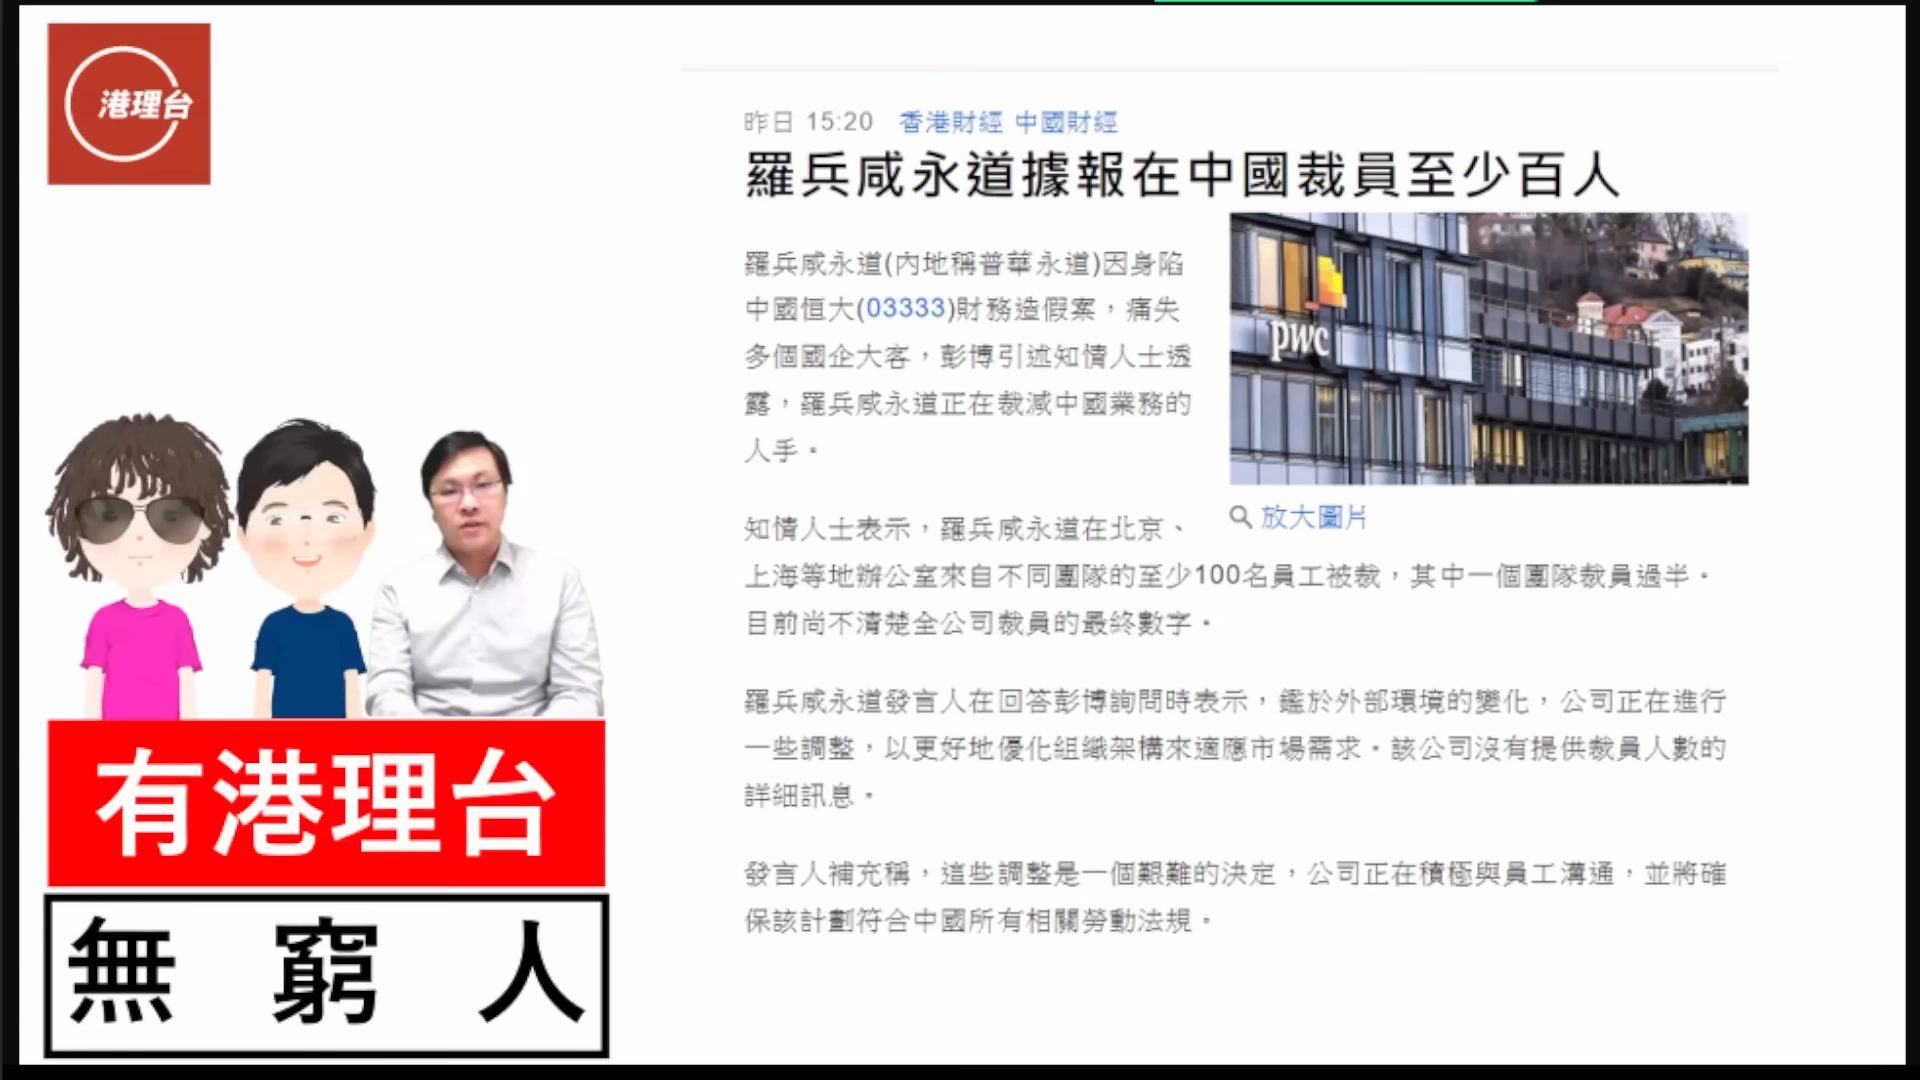 港理台
昨日 15:20 香港財經 中國財經
羅兵咸永道據報在中國裁員至少百人
羅兵咸永道(內地稱普華永道)因身陷
中國恒大(03333)財務造假案，痛失
多個國企大客，彭博引述知情人士透
露，羅兵咸永道正在裁減中國業務的
人手。
pwc
放大圖片
知情人士表示，羅兵咸永道在北京、
上海等地辦公室來自不同團隊的至少100名員工被裁，其中一個團隊裁員過半。
目前尚不清楚全公司裁員的最終數字。
羅兵咸永道發言人在回答彭博詢問時表示，鑑於外部環境的變化，公司正在進行
一些調整，以更好地優化組織架構來適應市場需求。該公司沒有提供裁員人數的
詳細訊息。
發言人補充稱，這些調整是一個艱難的決定，公司正在積極與員工溝通，並將確
保該計劃符合中國所有相關勞動法規。
有港理台
無窮人